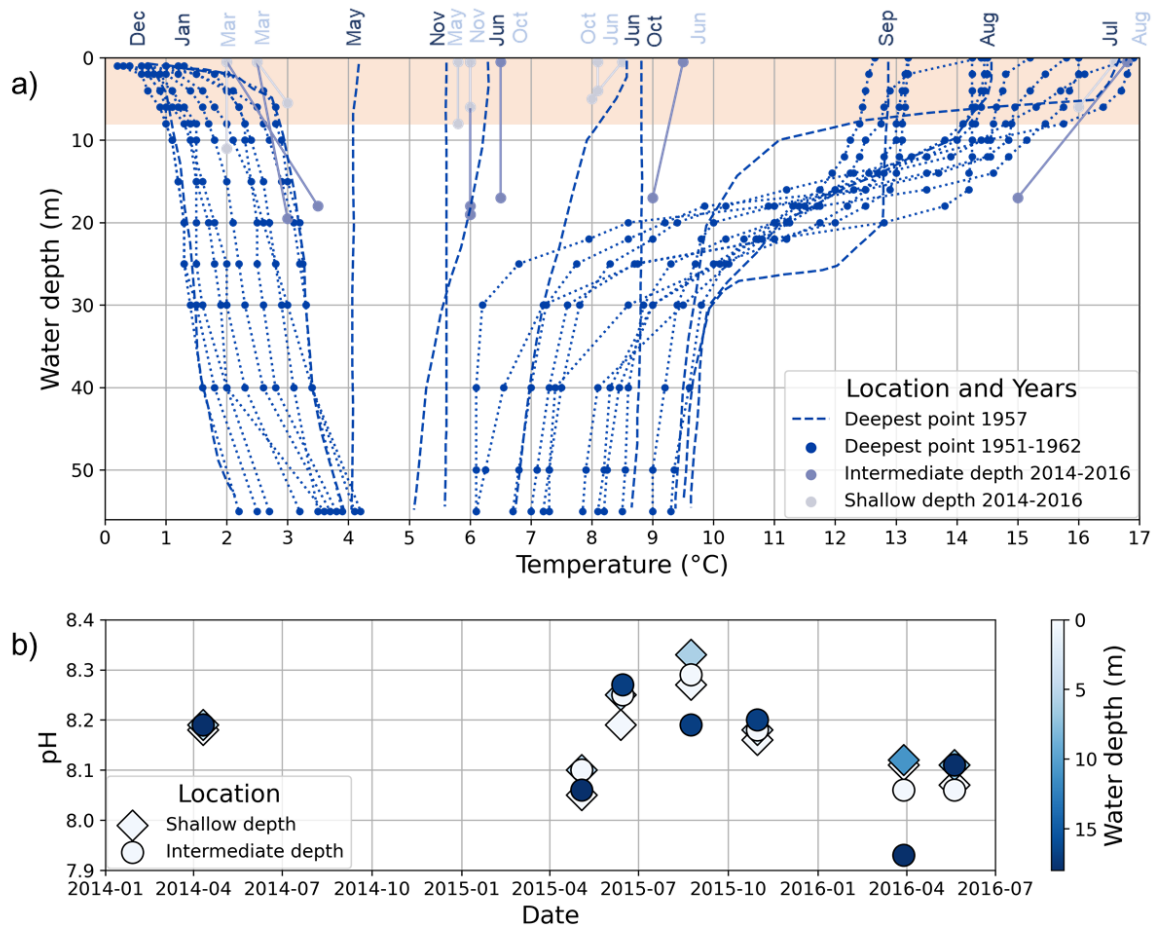 Dec Jan Mar Mar May Nov May Nov Jun Oct Oct Jun Jun Oct Jun Sep Aug Jul Aug
a)
0
10
20
30
40
50
Water depth (m)
Location and Years
Deepest point 1957
Deepest point 1951-1962
Intermediate depth 2014-2016
Shallow depth 2014-2016
0 1 2 3 4 5 6 7 8 9 10 11 12 13 14 15 16 17
Temperature (°C)
b)
8.4
8.3
8.2
8.1
8.0
7.9
pH
Location
Shallow depth
Intermediate depth
2014-01 2014-04 2014-07 2014-10 2015-01 2015-04 2015-07 2015-10 2016-01 2016-04 2016-07
Date
0
5
10
15
Water depth (m)